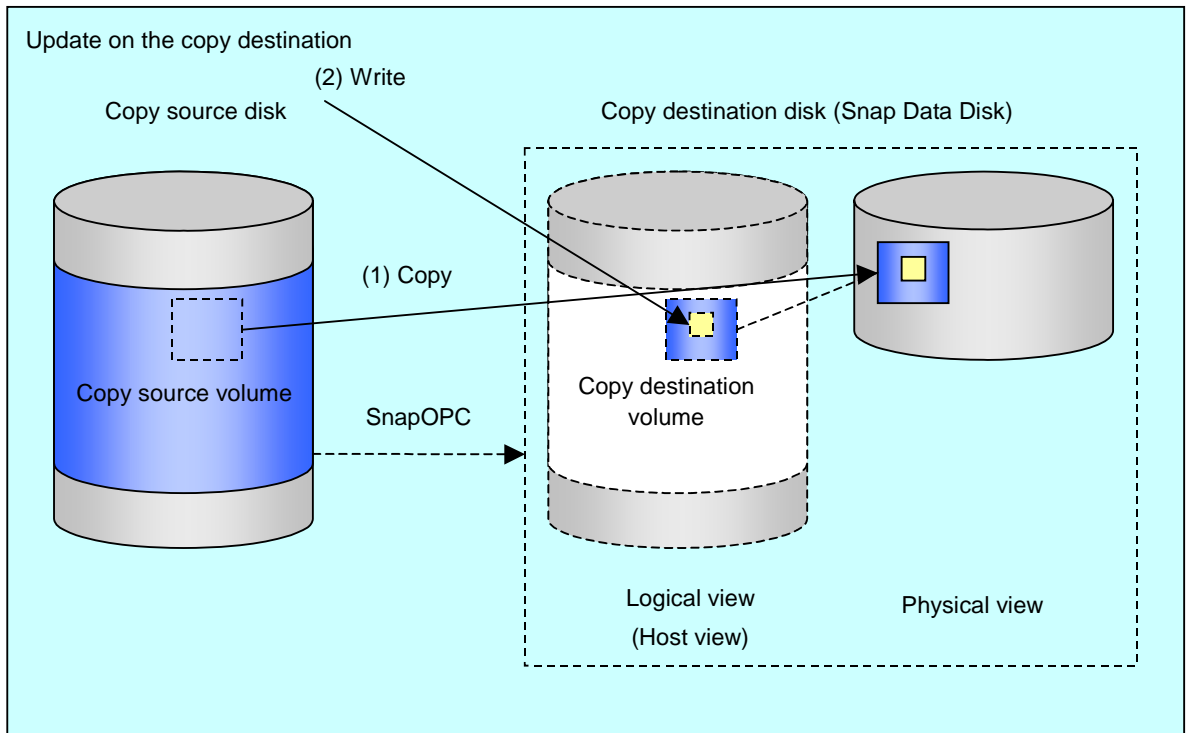 Update on the copy destination
(2) Write
Copy source disk
Copy destination disk (Snap Data Disk)
(1) Copy
Copy source volume
Copy destination
volume
SnapOPC
Logical view
(Host view)
Physical view